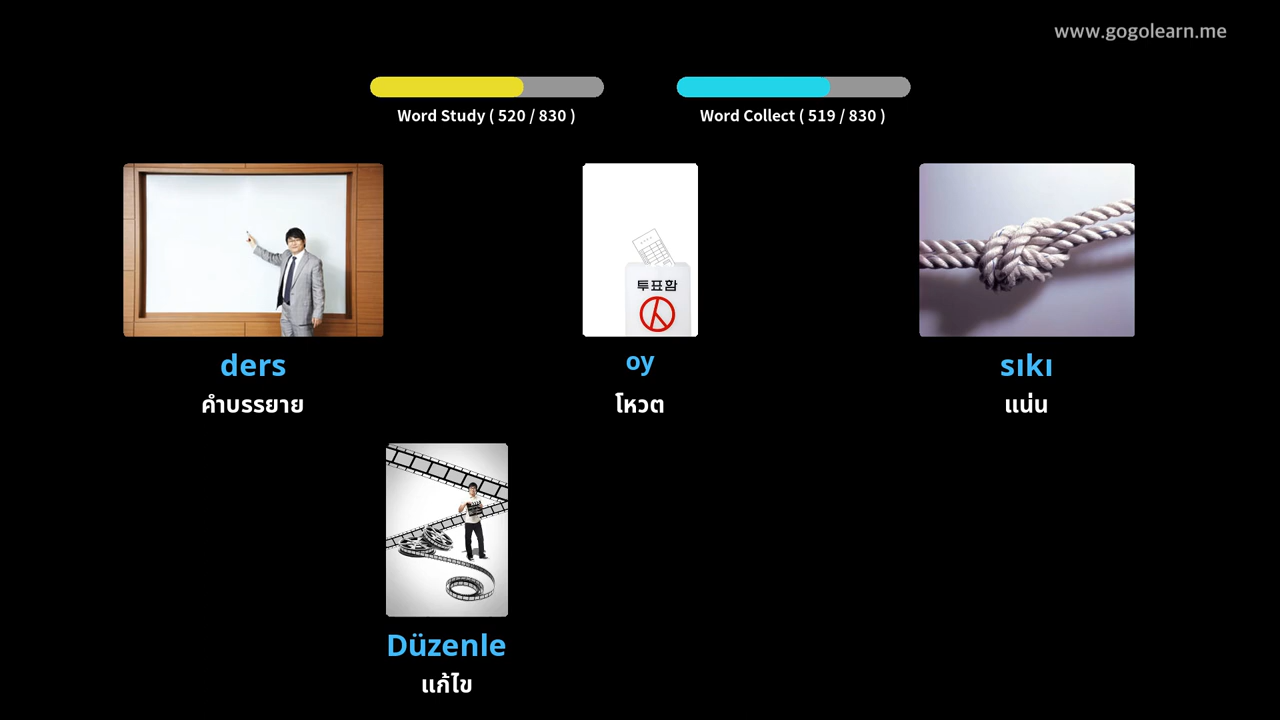 www.gogolearn.me
Word Study ( 520 / 830 )
Word Collect ( 519 / 830 )
투표함
ders
oy
sıkı
คำบรรยาย
โหวต
แน่น
Düzenle
แก้ไข